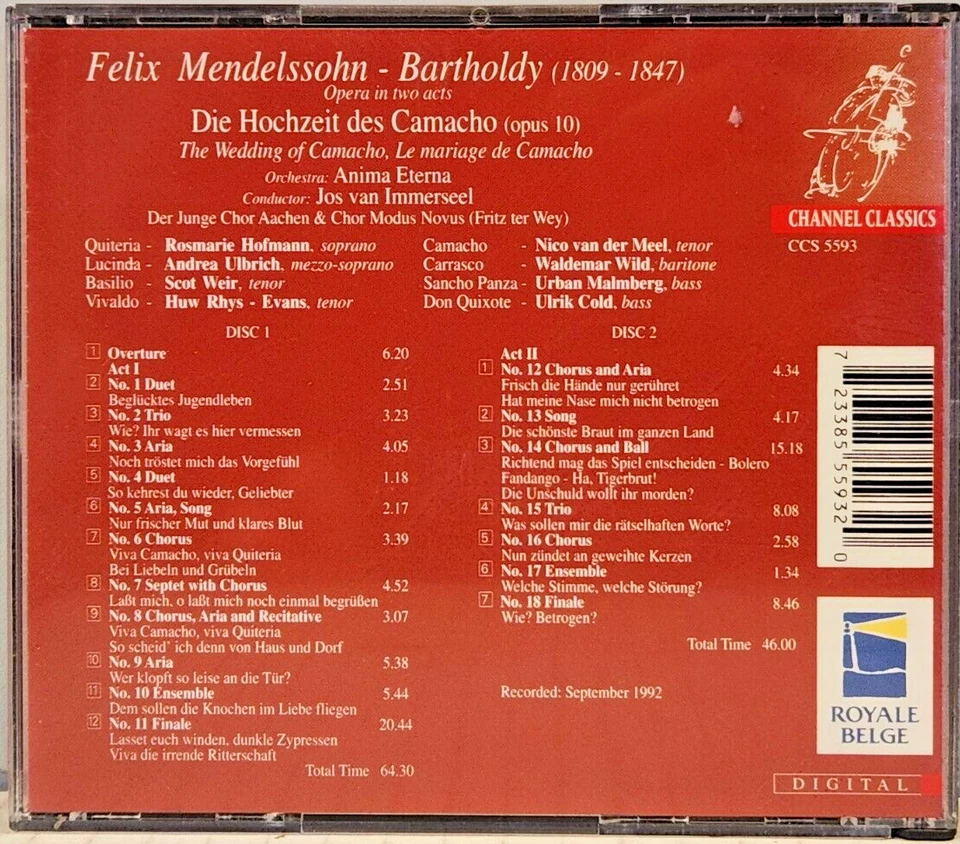 Felix Mendelssohn - Bartholdy (1809 - 1847)
Opera in two acts
Die Hochzeit des Camacho (opus 10)
The Wedding of Camacho, Le mariage de Camacho
Orchestra: Anima Eterna
Conductor: Jos van Immerseel
Der Junge Chor Aachen & Chor Modus Novus (Fritz ter Wey)
CHANNEL CLASSICS
CCS 5593
Quiteria - Rosmarie Hofmann, soprano
Lucinda - Andrea Ulbrich, mezzo-soprano
Basilio - Scot Weir, tenor
Vivaldo - Huw Rhys - Evans, tenor
Camacho - Nico van der Meel, tenor
Carrasco - Waldemar Wild, baritone
Sancho Panza - Urban Malmberg, bass
Don Quixote - Ulrik Cold, bass
DISC 1
1 Overture 6.20
Act I
2 No. 1 Duet 2.51
Beglücktes Jugendleben
3 No. 2 Trio 3.23
Wie? Ihr wagt es hier vermessen
4 No. 3 Aria 4.05
Noch tröstet mich das Vorgefühl
5 No. 4 Duet 1.18
So kehrest du wieder, Geliebter
6 No. 5 Aria, Song 2.17
Nur frischer Mut und klares Blut
7 No. 6 Chorus 3.39
Viva Camacho, viva Quiteria
Bei Liebeln und Grübeln
8 No. 7 Septet with Chorus 4.52
Laßt mich, o laßt mich noch einmal begrüßen
9 No. 8 Chorus, Aria and Recitative 3.07
Viva Camacho, viva Quiteria
So scheid' ich denn von Haus und Dorf
10 No. 9 Aria 5.38
Wer klopft so leise an die Tür?
11 No. 10 Ensemble 5.44
Dem sollen die Knochen im Liebe fliegen
12 No. 11 Finale 20.44
Lasset euch winden, dunkle Zypressen
Viva die irrende Ritterschaft
Total Time 64.30
DISC 2
Act II
1 No. 12 Chorus and Aria 4.34
Frisch die Hände nur gerühret
Hat meine Nase mich nicht betrogen
2 No. 13 Song 4.17
Die schönste Braut im ganzen Land
3 No. 14 Chorus and Ball 15.18
Richtend mag das Spiel entscheiden - Bolero
Fandango - Ha, Tigerbrut!
Die Unschuld wollt ihr morden?
4 No. 15 Trio 8.08
Was sollen mir die rätselhaften Worte?
5 No. 16 Chorus 2.58
Nun zündet an geweihte Kerzen
6 No. 17 Ensemble 1.34
Welche Stimme, welche Störung?
7 No. 18 Finale 8.46
Wie? Betrogen?
Total Time 46.00
Recorded: September 1992
7 23385 55932 0
ROYALE
BELGE
DIGITAL